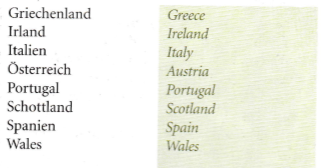 Griechenland Greece
Irland Ireland
Italien Italy
Österreich Austria
Portugal Portugal
Schottland Scotland
Spanien Spain
Wales Wales